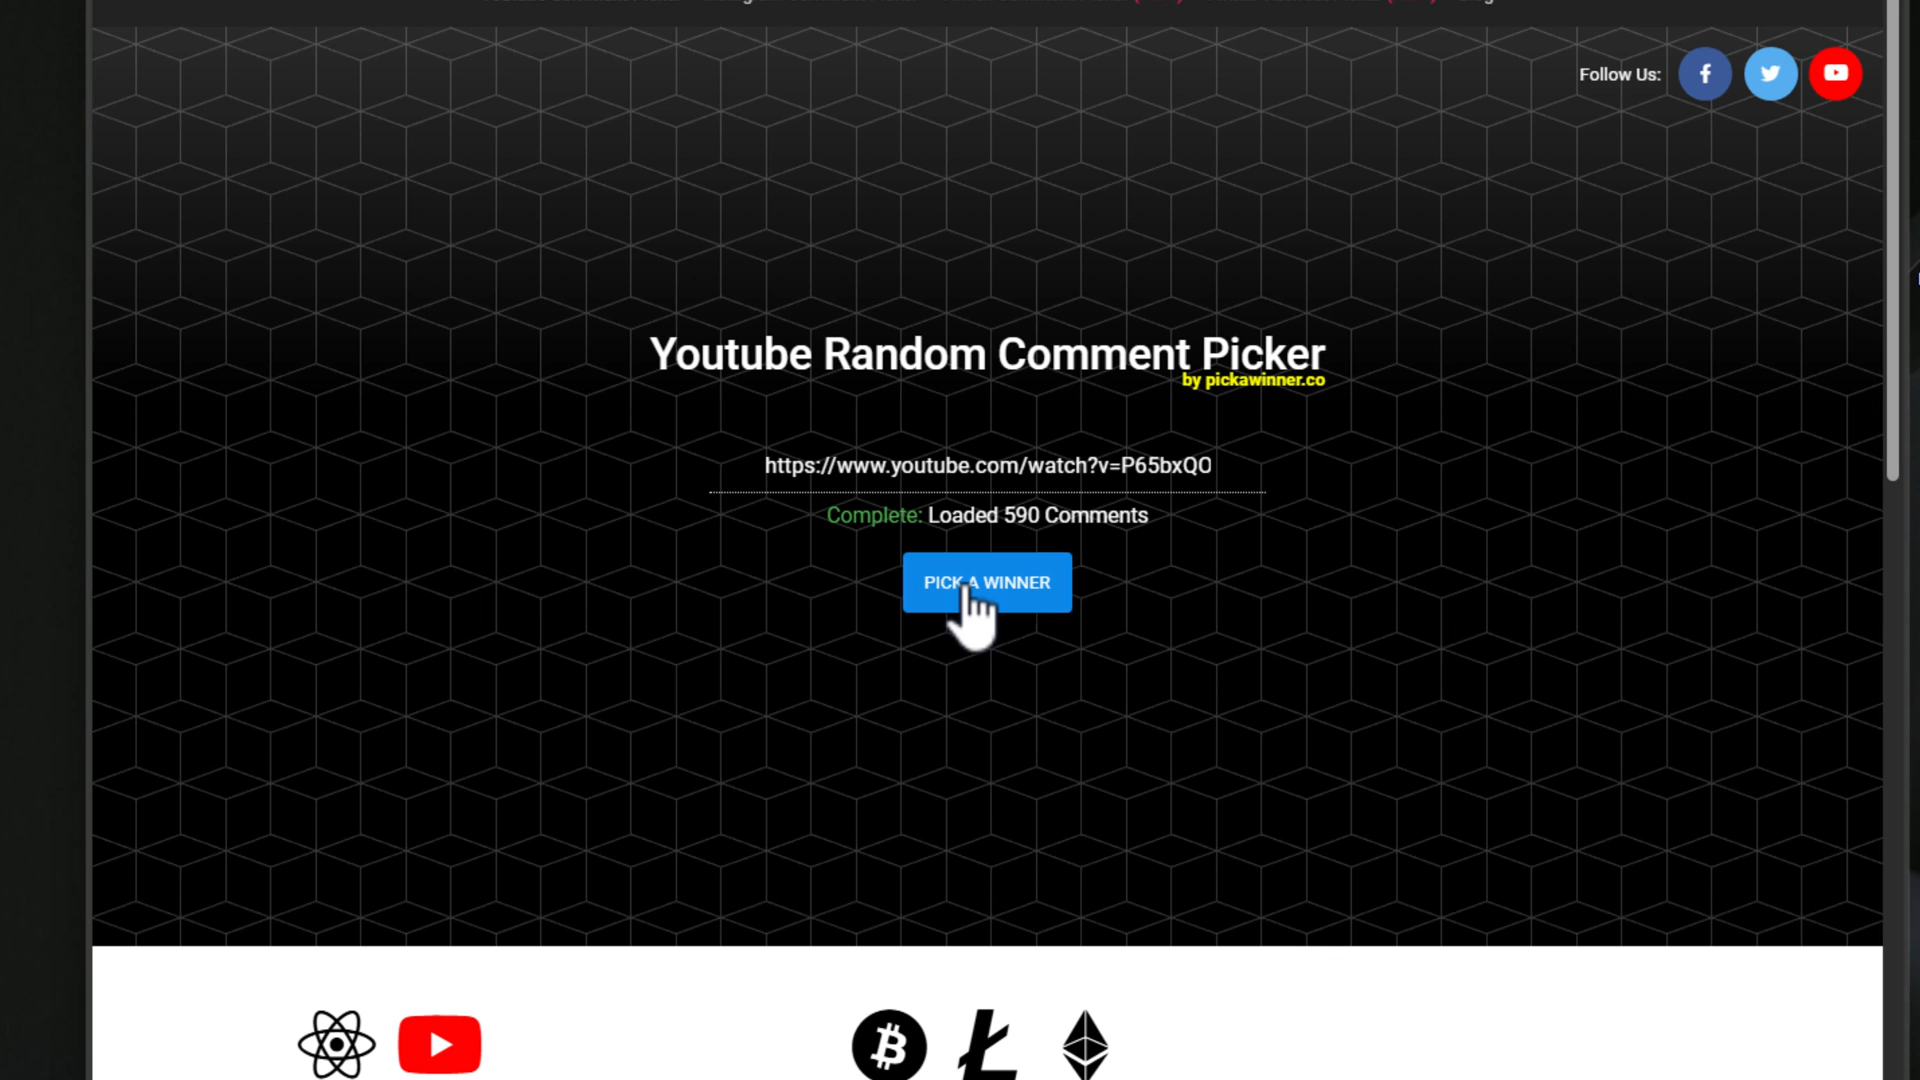 Follow Us:
Youtube Random Comment Picker
by pickawinner.co
https://www.youtube.com/watch?v=P65bxQO
Complete: Loaded 590 Comments
PICK A WINNER